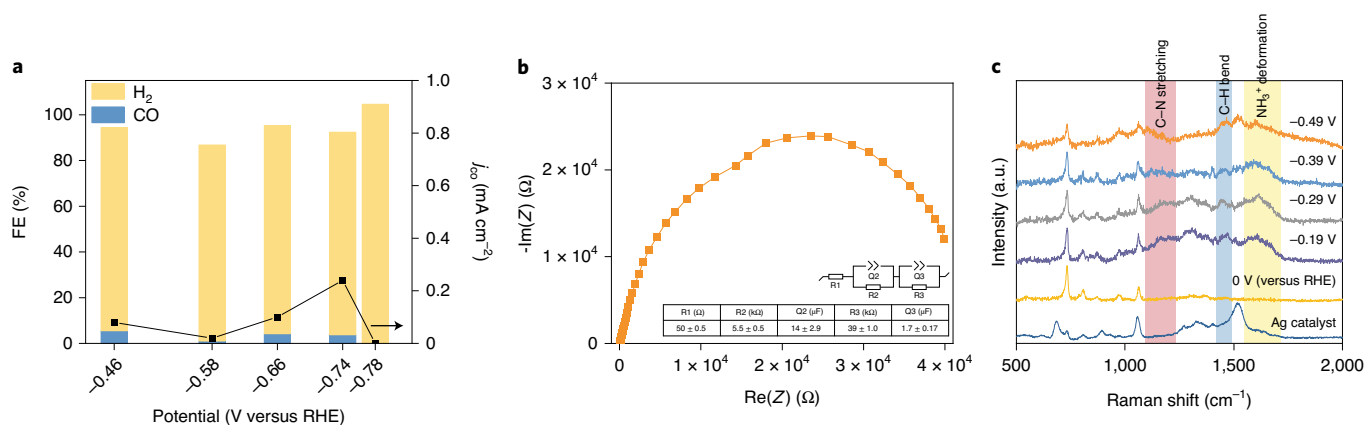 a
H2
CO
100
80
60
40
20
0
FE (%)
1.0
0.8
0.6
0.4
0.2
0
jco (mA cm−2)
−0.46
−0.58
−0.66
−0.74
−0.78
Potential (V versus RHE)
b
3 × 10^4
2 × 10^4
1 × 10^4
0
-Im(Z) (Ω)
R1
Q2
R2
Q3
R3
R1 (Ω) R2 (kΩ) Q2 (μF) R3 (kΩ) Q3 (μF)
50 ± 0.5 5.5 ± 0.5 14 ± 2.9 39 ± 1.0 1.7 ± 0.17
0 1 × 10^4 2 × 10^4 3 × 10^4 4 × 10^4
Re(Z) (Ω)
c
C–N stretching
C–H bend
NH3+ deformation
−0.49 V
−0.39 V
−0.29 V
−0.19 V
0 V (versus RHE)
Ag catalyst
Intensity (a.u.)
500 1,000 1,500 2,000
Raman shift (cm−1)